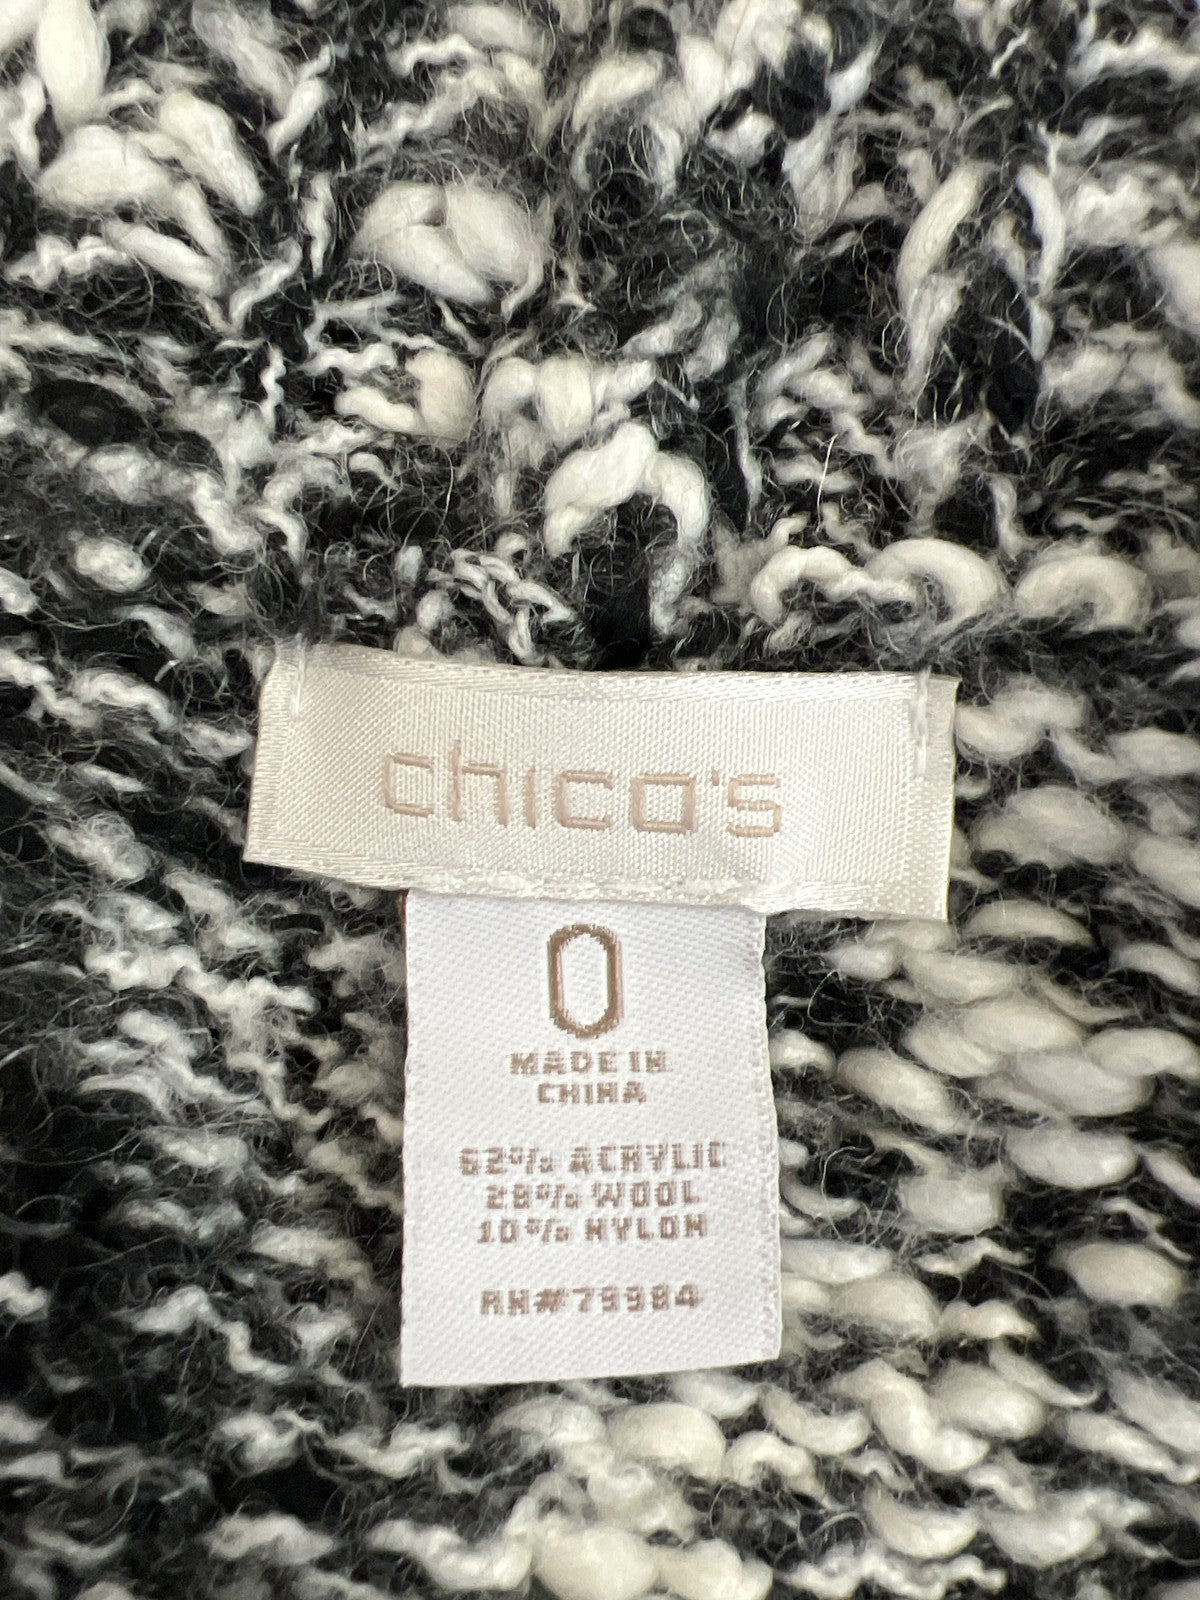 chico's
0
MADE IN
CHINA
62% ACRYLIC
28% WOOL
10% NYLON
RN#79984